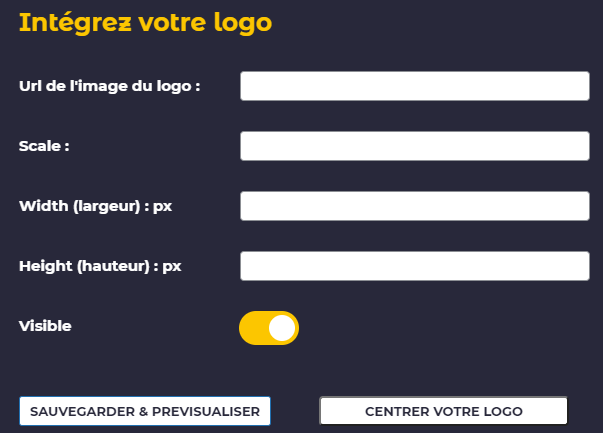 Intégrez votre logo
Url de l'image du logo :
Scale :
Width (largeur) : px
Height (hauteur) : px
Visible
SAUVEGARDER & PREVISUALISER
CENTRER VOTRE LOGO